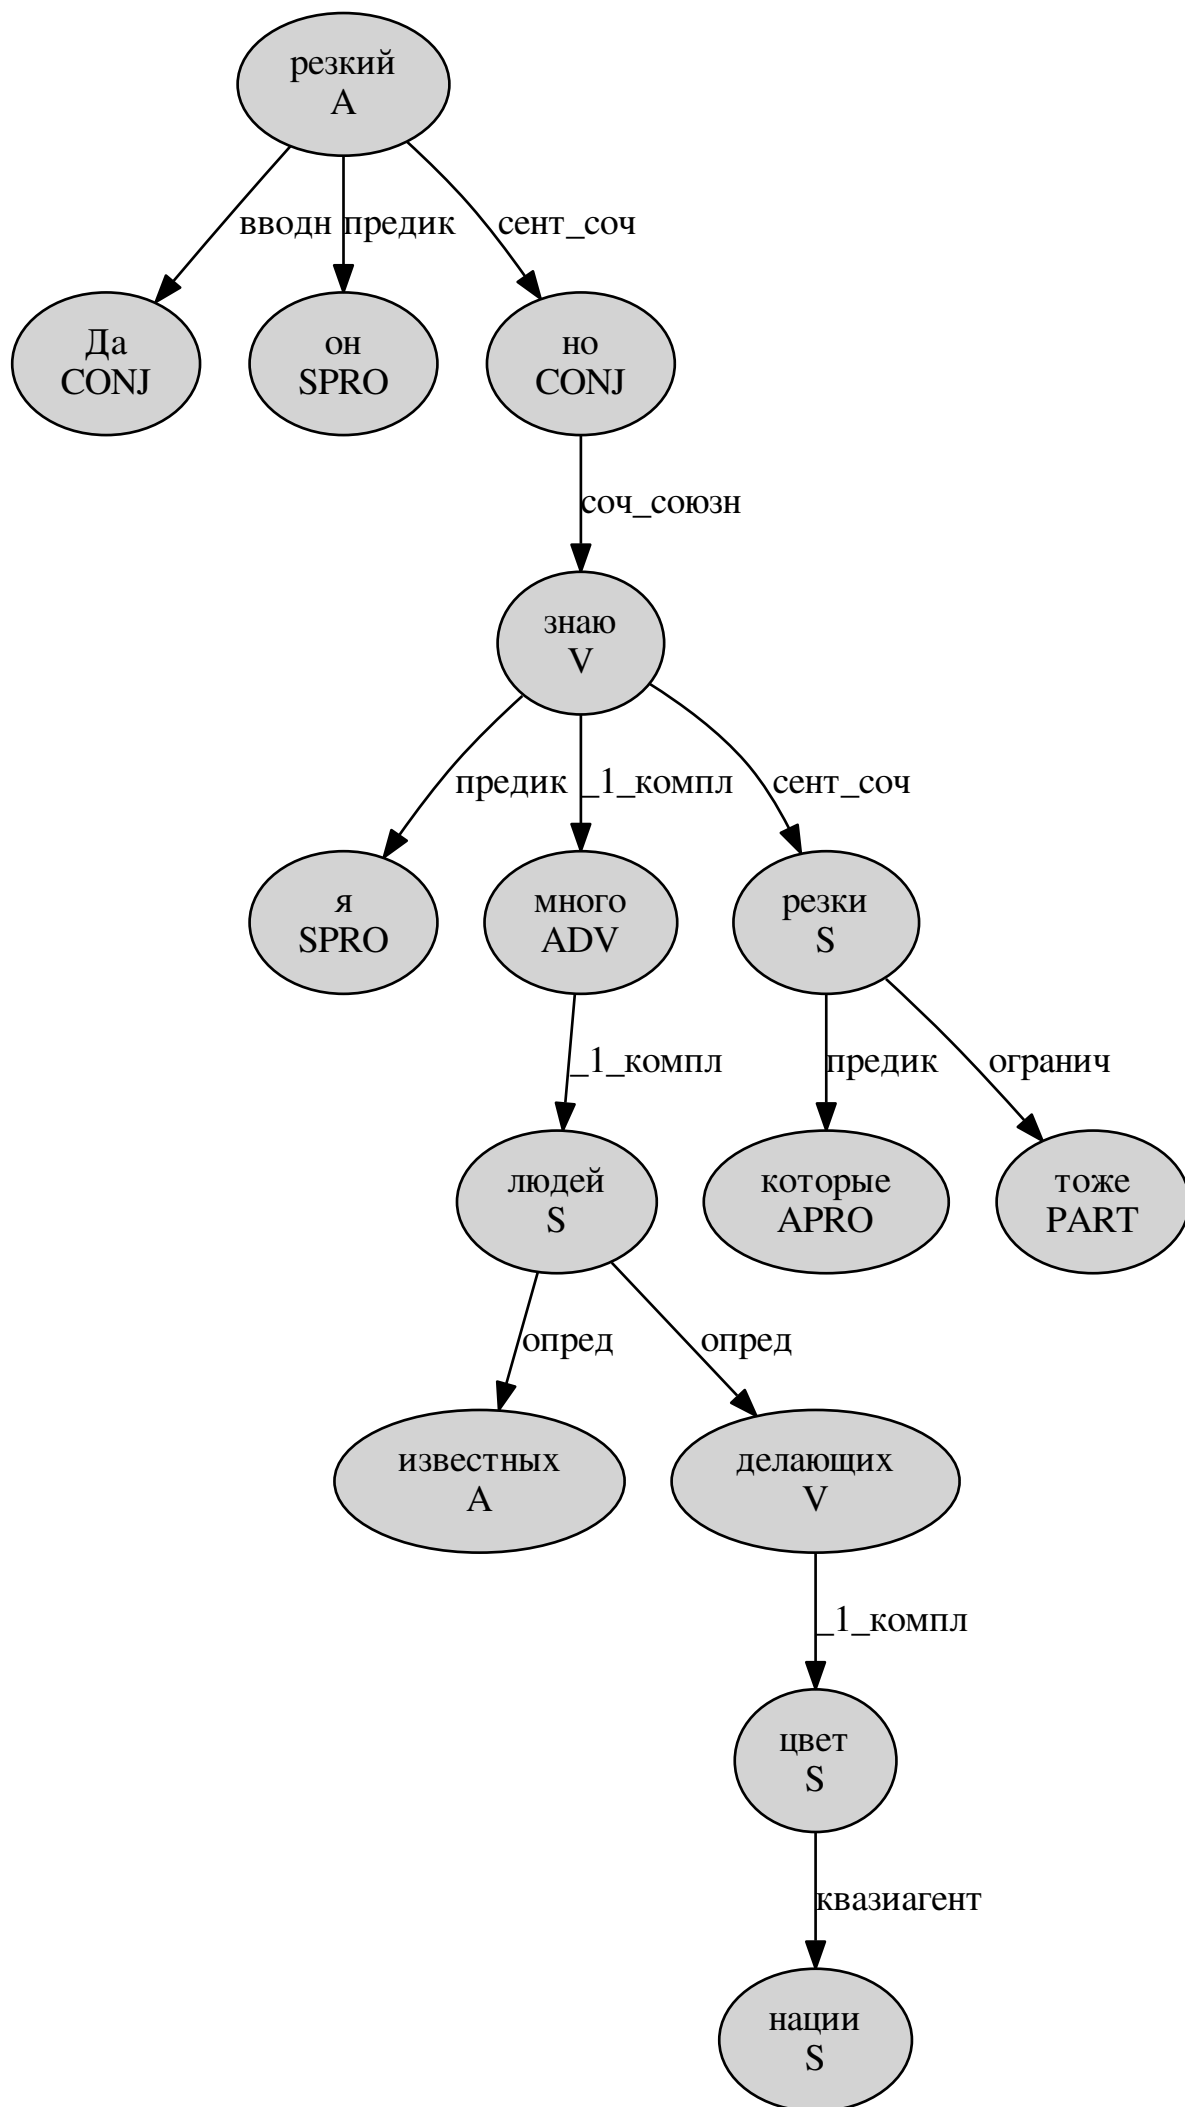 резкий
A
вводн предик сент_соч
Да
CONJ
он
SPRO
но
CONJ
соч_союзн
знаю
V
предик _1_компл сент_соч
я
SPRO
много
ADV
резки
S
_1_компл предик огранич
людей
S
которые
APRO
тоже
PART
опред опред
известных
A
делающих
V
_1_компл
цвет
S
квазиагент
нации
S